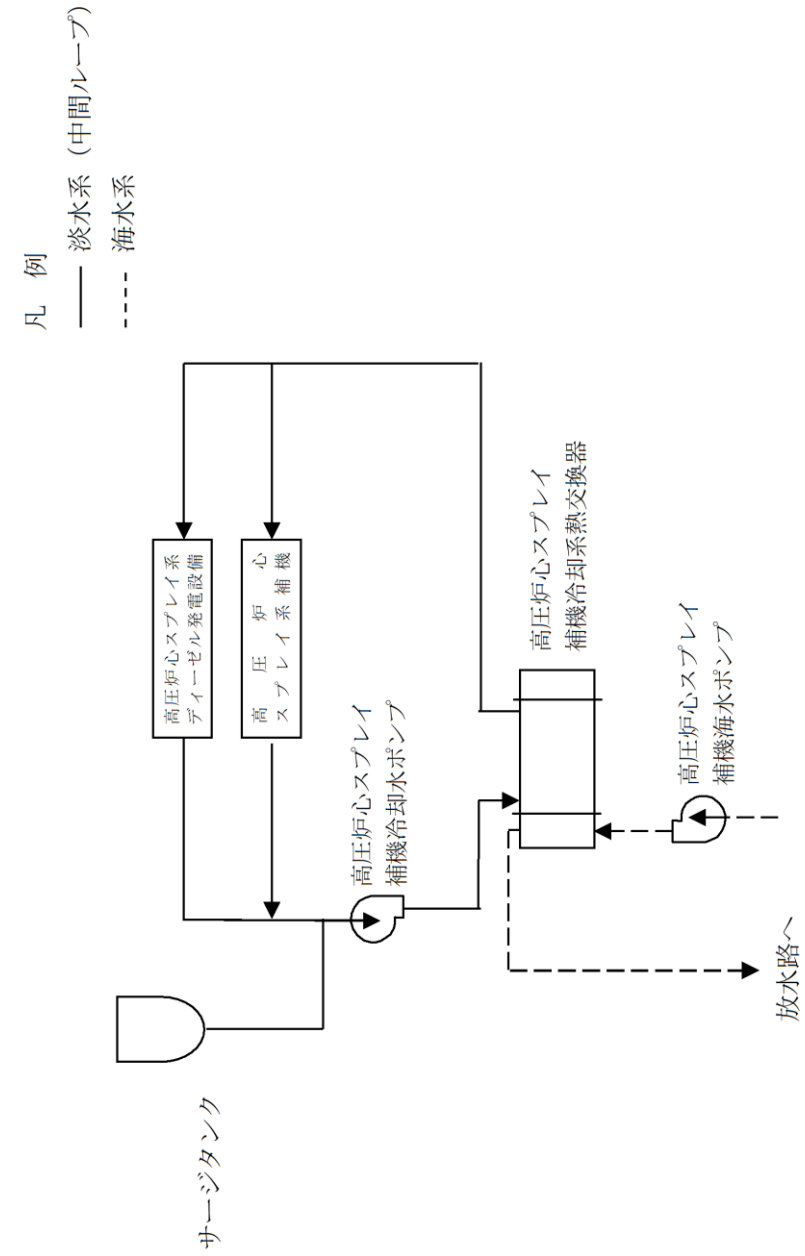 凡 例
淡水系 (中間ループ)
海水系
高圧炉心スプレイ系
ディーゼル発電設備
高圧炉心
スプレイ系補機
高圧炉心スプレイ
補機冷却水ポンプ
高圧炉心スプレイ
補機冷却系熱交換器
高圧炉心スプレイ
補機海水ポンプ
サージタンク
放水路へ